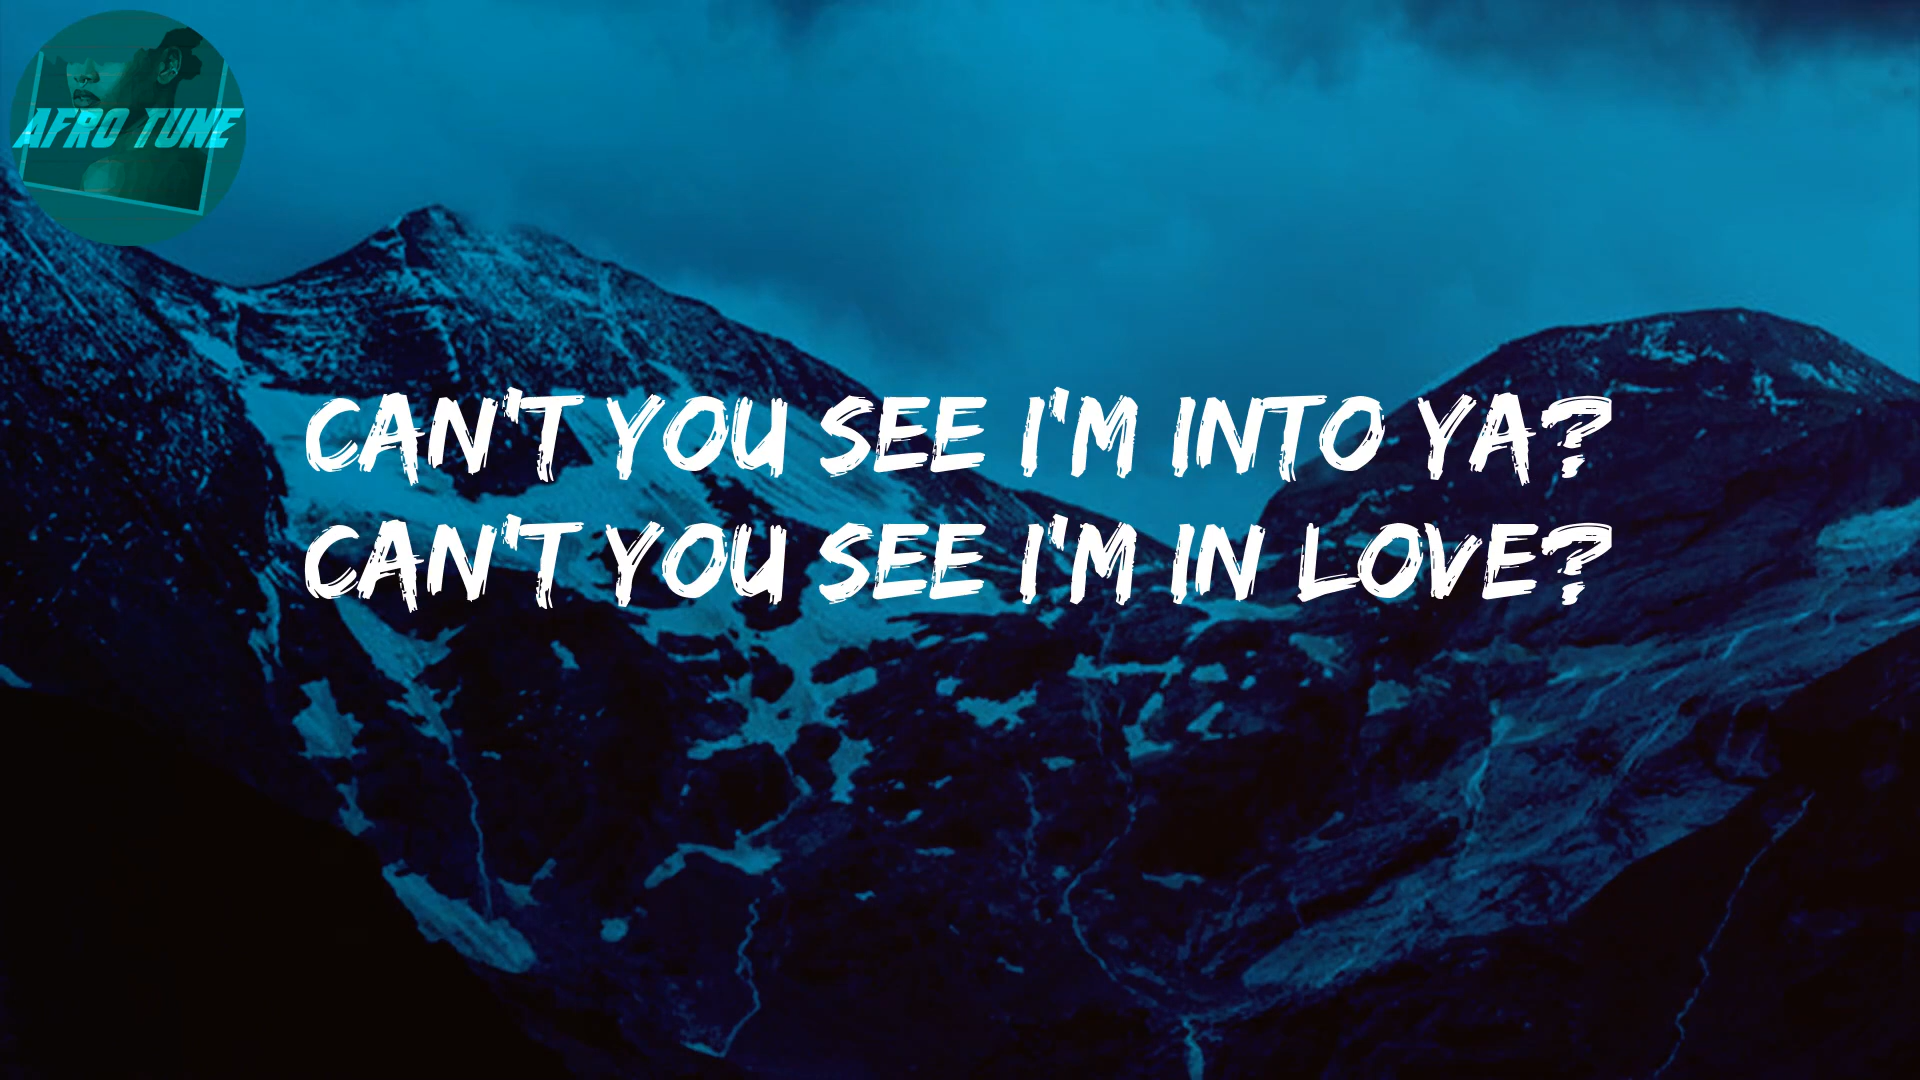 AFRO TUNE
CAN'T YOU SEE I'M INTO YA?
CAN'T YOU SEE I'M IN LOVE?